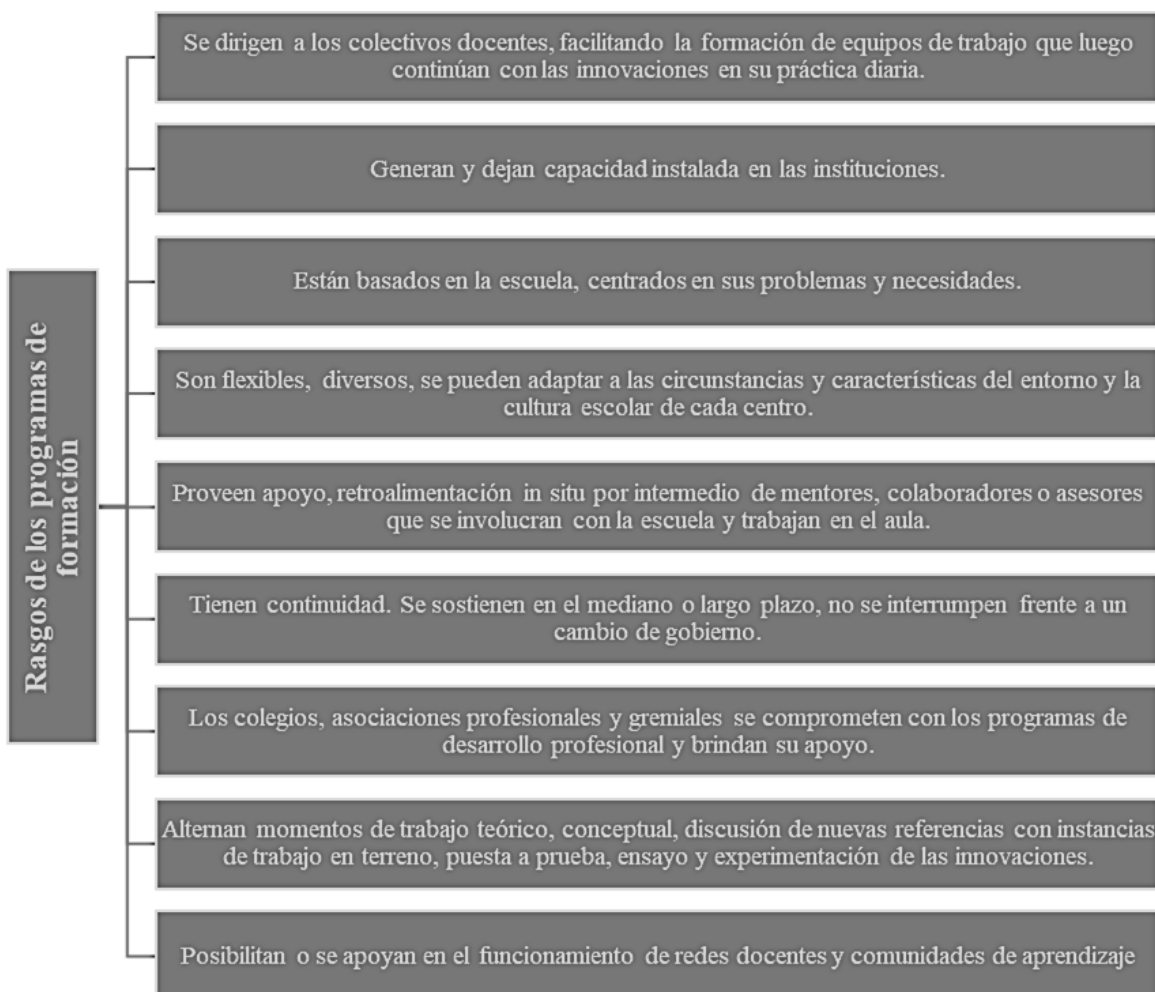 Rasgos de los programas de
formación
Se dirigen a los colectivos docentes, facilitando la formación de equipos de trabajo que luego
continúan con las innovaciones en su práctica diaria.
Generan y dejan capacidad instalada en las instituciones.
Están basados en la escuela, centrados en sus problemas y necesidades.
Son flexibles, diversos, se pueden adaptar a las circunstancias y características del entorno y la
cultura escolar de cada centro.
Proveen apoyo, retroalimentación in situ por intermedio de mentores, colaboradores o asesores
que se involucran con la escuela y trabajan en el aula.
Tienen continuidad. Se sostienen en el mediano o largo plazo, no se interrumpen frente a un
cambio de gobierno.
Los colegios, asociaciones profesionales y gremiales se comprometen con los programas de
desarrollo profesional y brindan su apoyo.
Alternan momentos de trabajo teórico, conceptual, discusión de nuevas referencias con instancias
de trabajo en terreno, puesta a prueba, ensayo y experimentación de las innovaciones.
Posibilitan o se apoyan en el funcionamiento de redes docentes y comunidades de aprendizaje